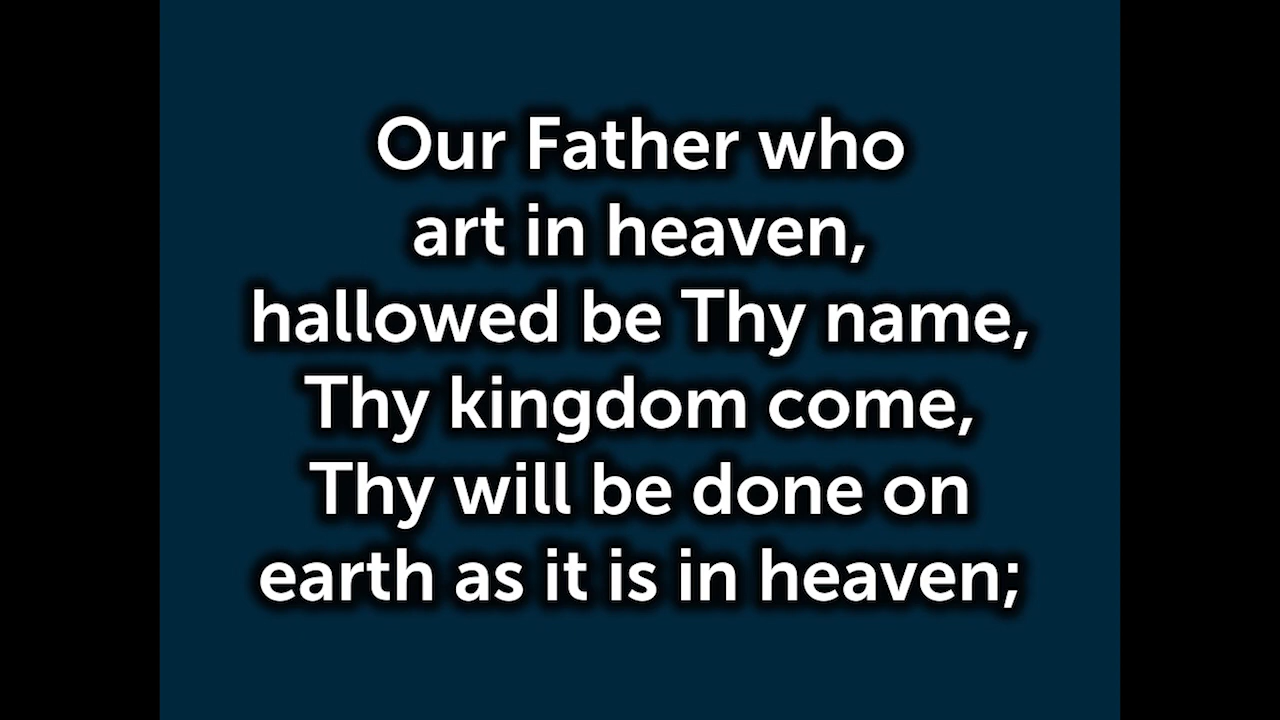 Our Father who
art in heaven,
hallowed be Thy name,
Thy kingdom come,
Thy will be done on
earth as it is in heaven;